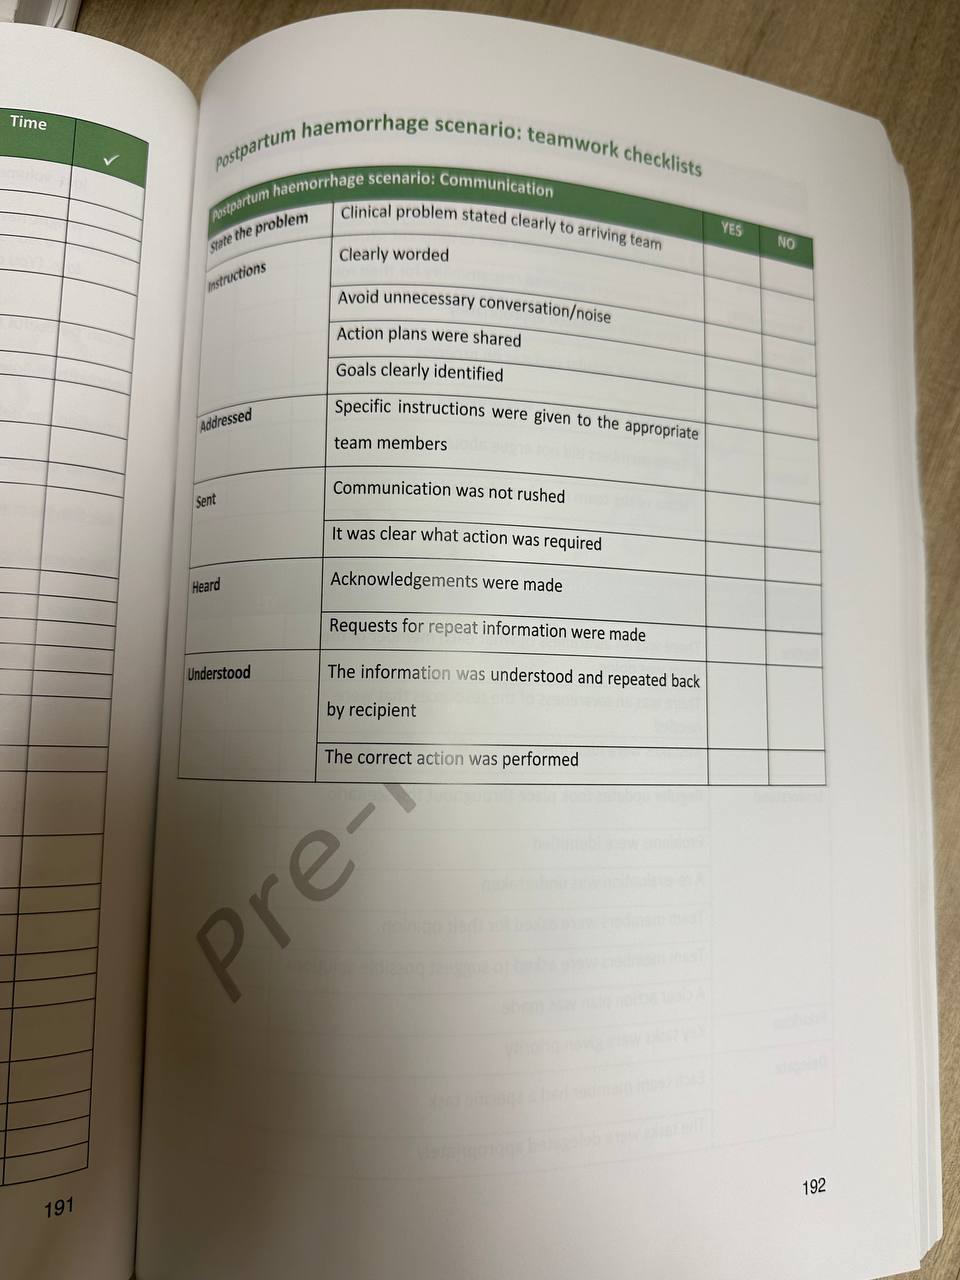 Time
✓
191
Postpartum haemorrhage scenario: teamwork checklists
Postpartum haemorrhage scenario: Communication YES NO
State the problem Clinical problem stated clearly to arriving team
Instructions Clearly worded
Avoid unnecessary conversation/noise
Action plans were shared
Goals clearly identified
Addressed Specific instructions were given to the appropriate
team members
Sent Communication was not rushed
It was clear what action was required
Heard Acknowledgements were made
Requests for repeat information were made
Understood The information was understood and repeated back
by recipient
The correct action was performed
Pre-
192